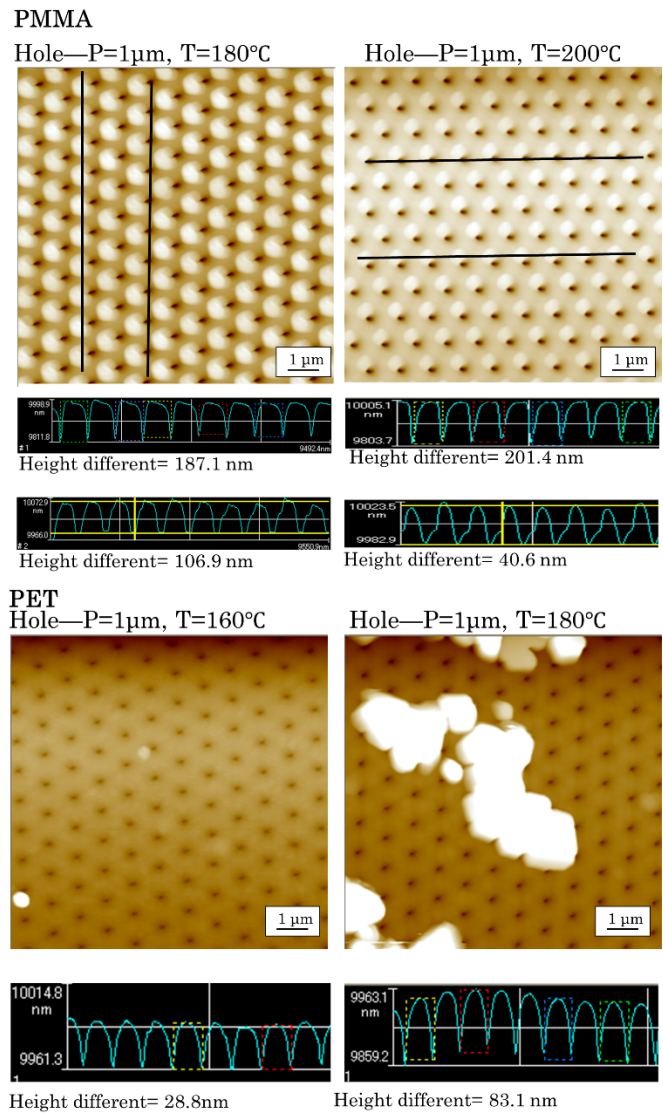 PMMA
Hole—P=1μm, T=180℃
Hole—P=1μm, T=200℃
1 μm
1 μm
9998.9
nm
9811.8
#1
9492.4nm
Height different= 187.1 nm
10005.1
nm
9803.7
Height different= 201.4 nm
10072.9
nm
9966.0
#2
9550.9nm
Height different= 106.9 nm
10023.5
nm
9982.9
Height different= 40.6 nm
PET
Hole—P=1μm, T=160℃
Hole—P=1μm, T=180℃
1 μm
1 μm
10014.8
nm
9961.3
Height different= 28.8nm
9963.1
nm
9859.2
1
Height different= 83.1 nm